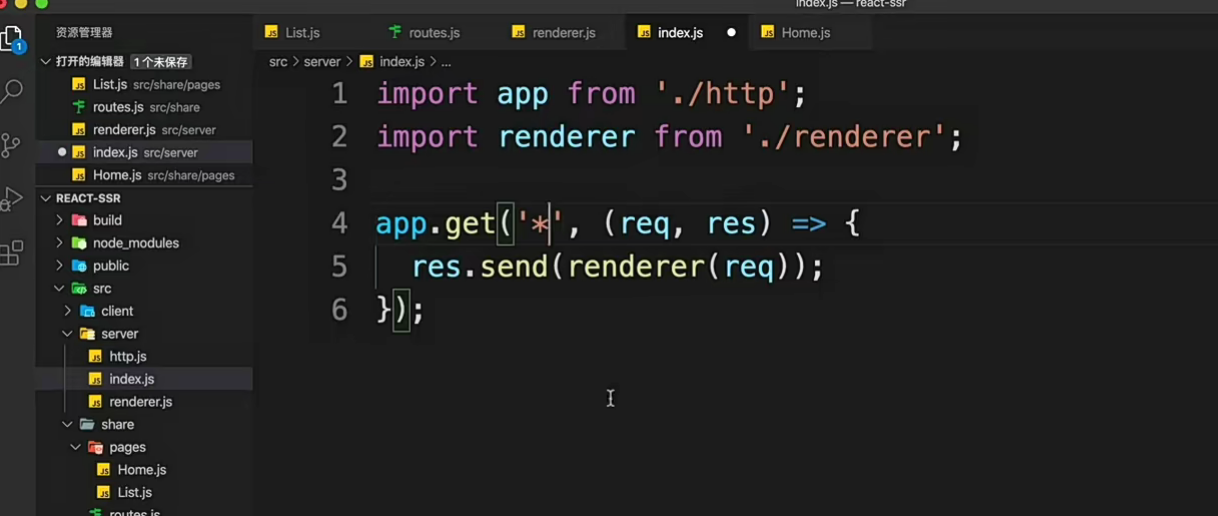 index.js — react-ssr
资源管理器
打开的编辑器 1个未保存
List.js src/share/pages
routes.js src/share
renderer.js src/server
index.js src/server
Home.js src/share/pages
REACT-SSR
build
node_modules
public
src
client
server
http.js
index.js
renderer.js
share
pages
Home.js
List.js
routes.js
List.js routes.js renderer.js index.js Home.js
src > server > index.js > ...
1 import app from './http';
2 import renderer from './renderer';
3
4 app.get('*', (req, res) => {
5 res.send(renderer(req));
6 });